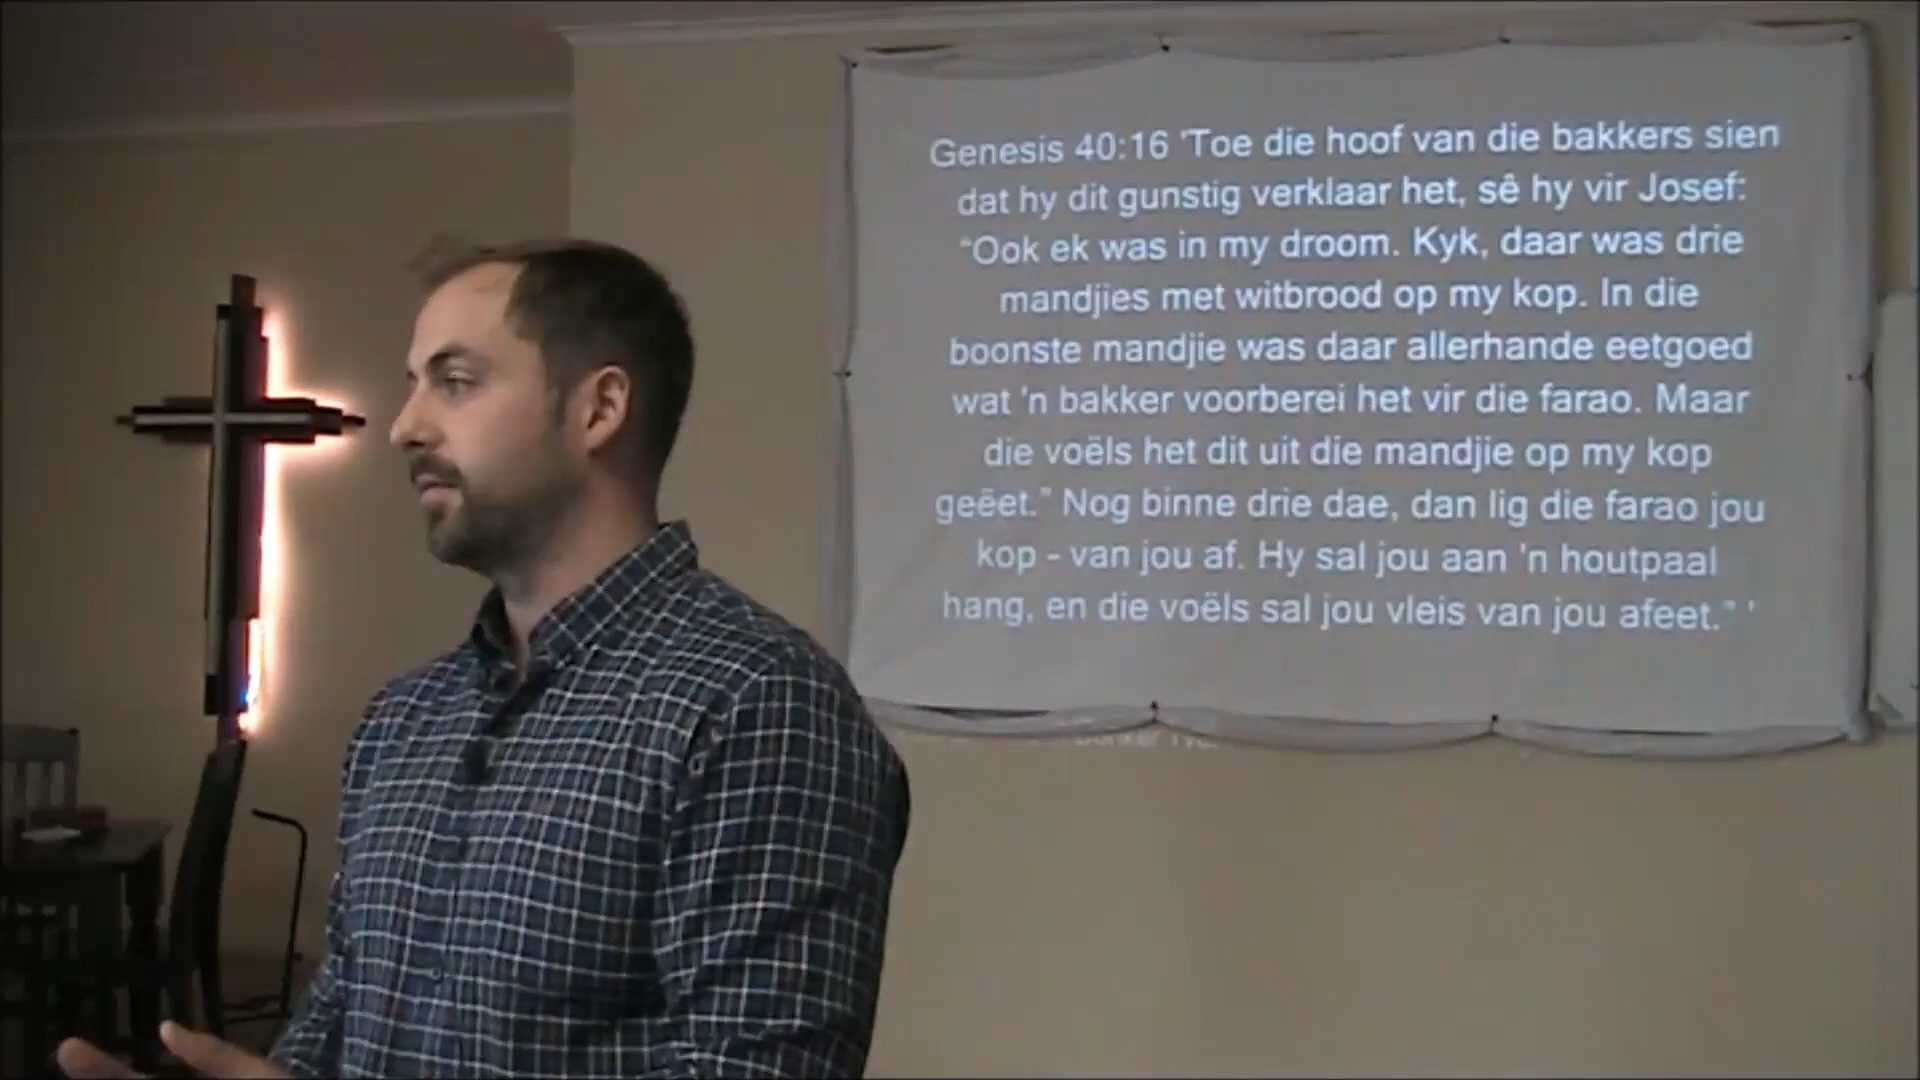 Genesis 40:16 'Toe die hoof van die bakkers sien
dat hy dit gunstig verklaar het, sê hy vir Josef:
“Ook ek was in my droom. Kyk, daar was drie
mandjies met witbrood op my kop. In die
boonste mandjie was daar allerhande eetgoed
wat 'n bakker voorberei het vir die farao. Maar
die voëls het dit uit die mandjie op my kop
geëet.” Nog binne drie dae, dan lig die farao jou
kop - van jou af. Hy sal jou aan 'n houtpaal
hang, en die voëls sal jou vleis van jou afeet.” '